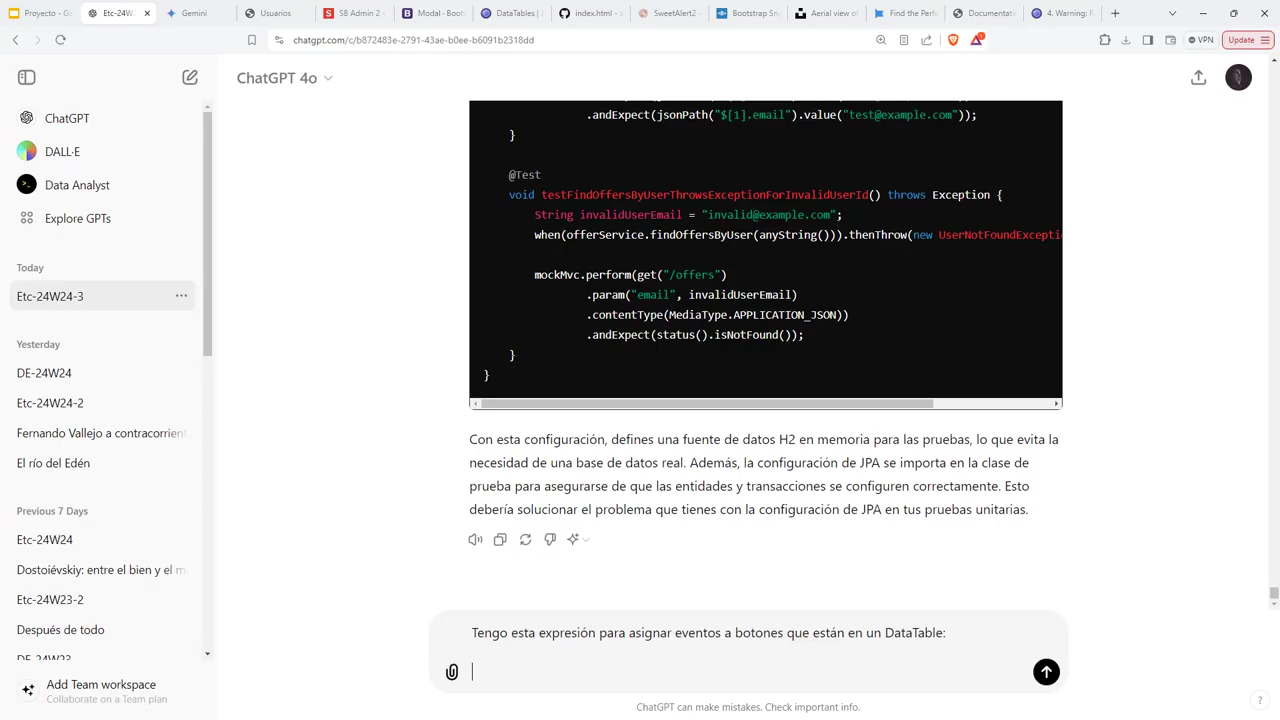 Proyecto - G
Etc-24W
Gemini
Usuarios
SB Admin 2 -
Modal · Boot
DataTables |
index.html -
SweetAlert2
Bootstrap Sn
Aerial view of
Find the Perf
Documentati
4. Warning: R
chatgpt.com/c/b872483e-2791-43ae-b0ee-b6091b2318dd
VPN
Update
ChatGPT 4o
ChatGPT
DALL·E
Data Analyst
Explore GPTs
Today
Etc-24W24-3
Yesterday
DE-24W24
Etc-24W24-2
Fernando Vallejo a contracorrient
El río del Edén
Previous 7 Days
Etc-24W24
Dostoiévskiy: entre el bien y el m
Etc-24W23-2
Después de todo
DE-24W23
Add Team workspace
Collaborate on a Team plan
.andExpect(jsonPath("$[1].email").value("test@example.com"));
}
@Test
void testFindOffersByUserThrowsExceptionForInvalidUserId() throws Exception {
String invalidUserEmail = "invalid@example.com";
when(offerService.findOffersByUser(anyString())).thenThrow(new UserNotFoundExcepti
mockMvc.perform(get("/offers")
.param("email", invalidUserEmail)
.contentType(MediaType.APPLICATION_JSON))
.andExpect(status().isNotFound());
}
}
Con esta configuración, defines una fuente de datos H2 en memoria para las pruebas, lo que evita la
necesidad de una base de datos real. Además, la configuración de JPA se importa en la clase de
prueba para asegurarse de que las entidades y transacciones se configuren correctamente. Esto
debería solucionar el problema que tienes con la configuración de JPA en tus pruebas unitarias.
Tengo esta expresión para asignar eventos a botones que están en un DataTable:
ChatGPT can make mistakes. Check important info.
?